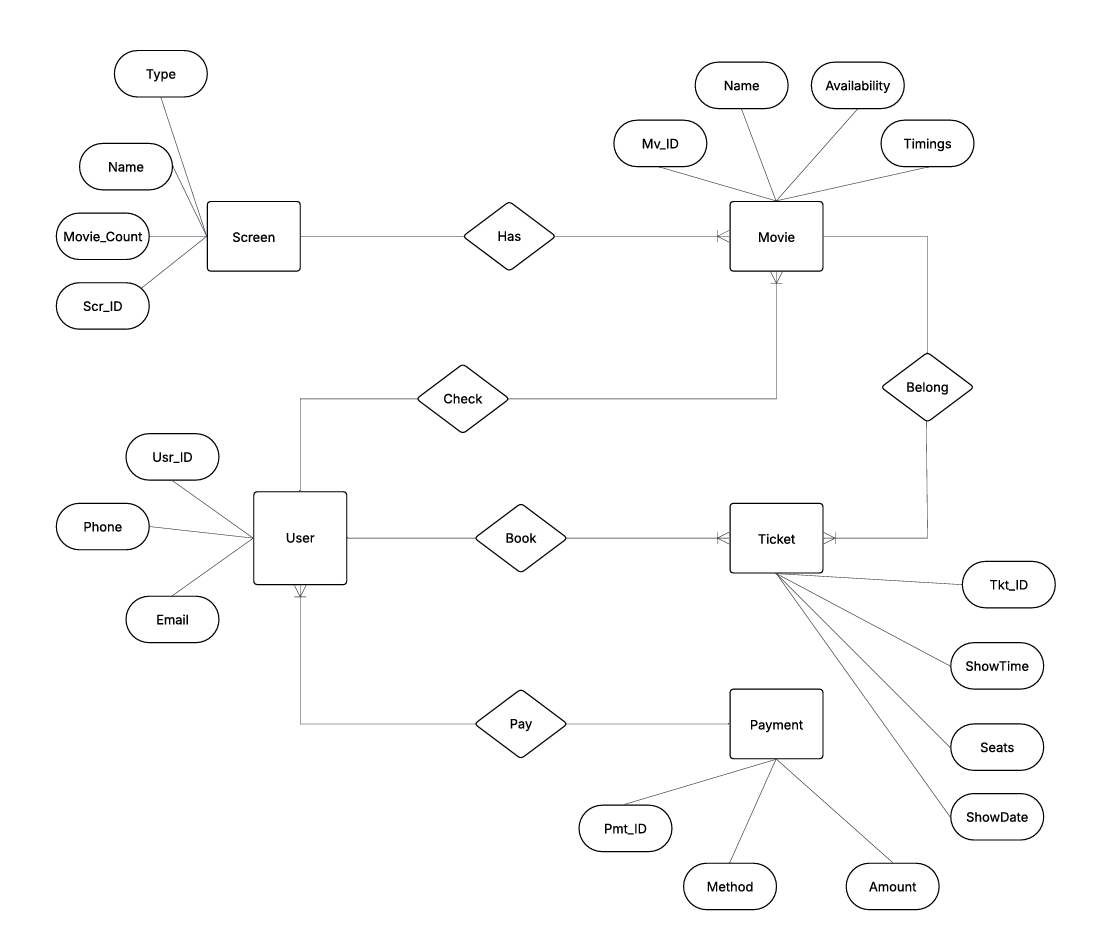 Type
Name
Availability
Mv_ID
Timings
Name
Movie_Count
Screen
Has
Movie
Scr_ID
Check
Belong
Usr_ID
Phone
User
Book
Ticket
Tkt_ID
Email
ShowTime
Pay
Payment
Seats
ShowDate
Pmt_ID
Method
Amount